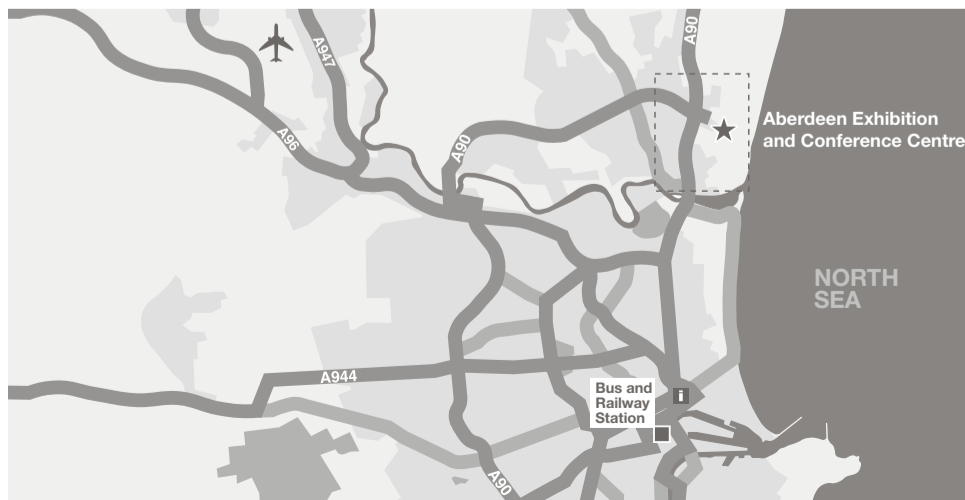 A90
A947
Aberdeen Exhibition
and Conference Centre
A96
A90
NORTH
SEA
A944
Bus and
Railway
Station
i
A90